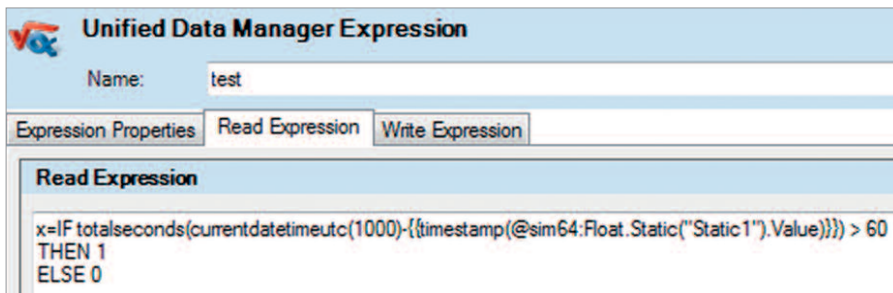 Unified Data Manager Expression
Name: test
Expression Properties Read Expression Write Expression
Read Expression
x=IF totalseconds(currentdatetimeutc(1000)-{{timestamp(@sim64:Float.Static("Static1").Value)}}) > 60
THEN 1
ELSE 0